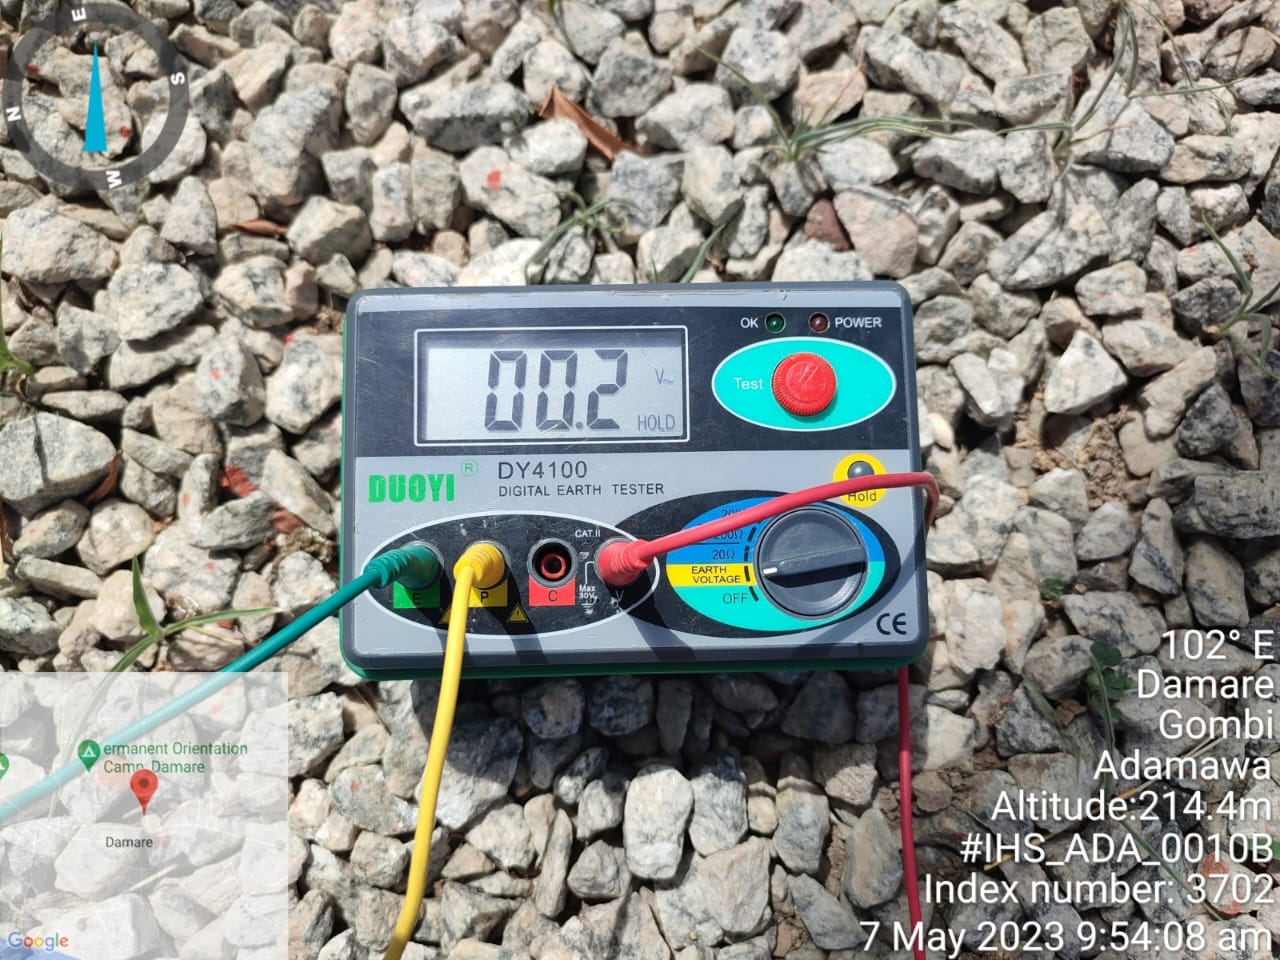 E
N
S
W
OK
POWER
00.2
V~
HOLD
Test
DUOYI ®
DY4100
DIGITAL EARTH TESTER
Hold
CAT.II
200Ω
20Ω
EARTH
VOLTAGE
OFF
E
P
C
V
Max
30V
CE
ermanent Orientation
Camp Damare
Damare
Google
102° E
Damare
Gombi
Adamawa
Altitude:214.4m
#IHS_ADA_0010B
Index number: 3702
7 May 2023 9:54:08 am